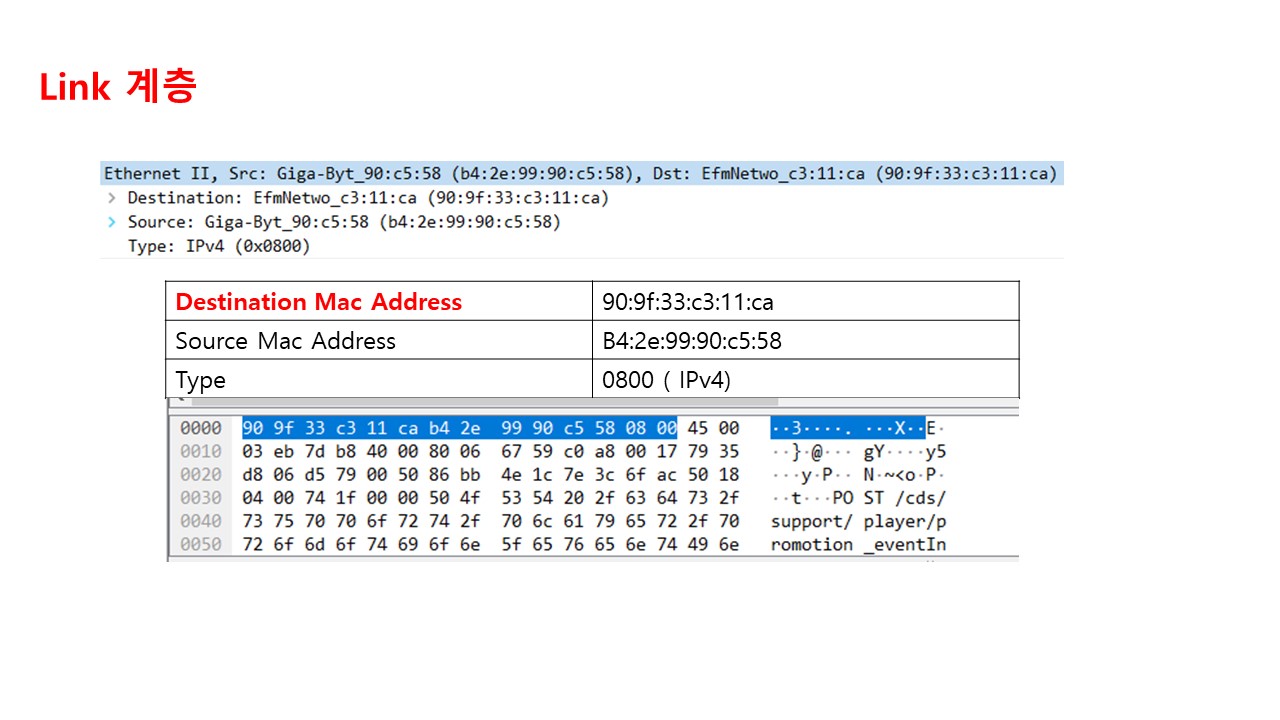 Link 계층
Ethernet II, Src: Giga-Byt_90:c5:58 (b4:2e:99:90:c5:58), Dst: EfmNetwo_c3:11:ca (90:9f:33:c3:11:ca)
> Destination: EfmNetwo_c3:11:ca (90:9f:33:c3:11:ca)
> Source: Giga-Byt_90:c5:58 (b4:2e:99:90:c5:58)
Type: IPv4 (0x0800)
Destination Mac Address 90:9f:33:c3:11:ca
Source Mac Address B4:2e:99:90:c5:58
Type 0800 ( IPv4)
0000 90 9f 33 c3 11 ca b4 2e 99 90 c5 58 08 00 45 00 ··3····. ···X··E·
0010 03 eb 7d b8 40 00 80 06 67 59 c0 a8 00 17 79 35 ··}·@··· gY····y5
0020 d8 06 d5 79 00 50 86 bb 4e 1c 7e 3c 6f ac 50 18 ···y·P·· N·~<o·P·
0030 04 00 74 1f 00 00 50 4f 53 54 20 2f 63 64 73 2f ··t···PO ST /cds/
0040 73 75 70 70 6f 72 74 2f 70 6c 61 79 65 72 2f 70 support/ player/p
0050 72 6f 6d 6f 74 69 6f 6e 5f 65 76 65 6e 74 49 6e romotion _eventIn